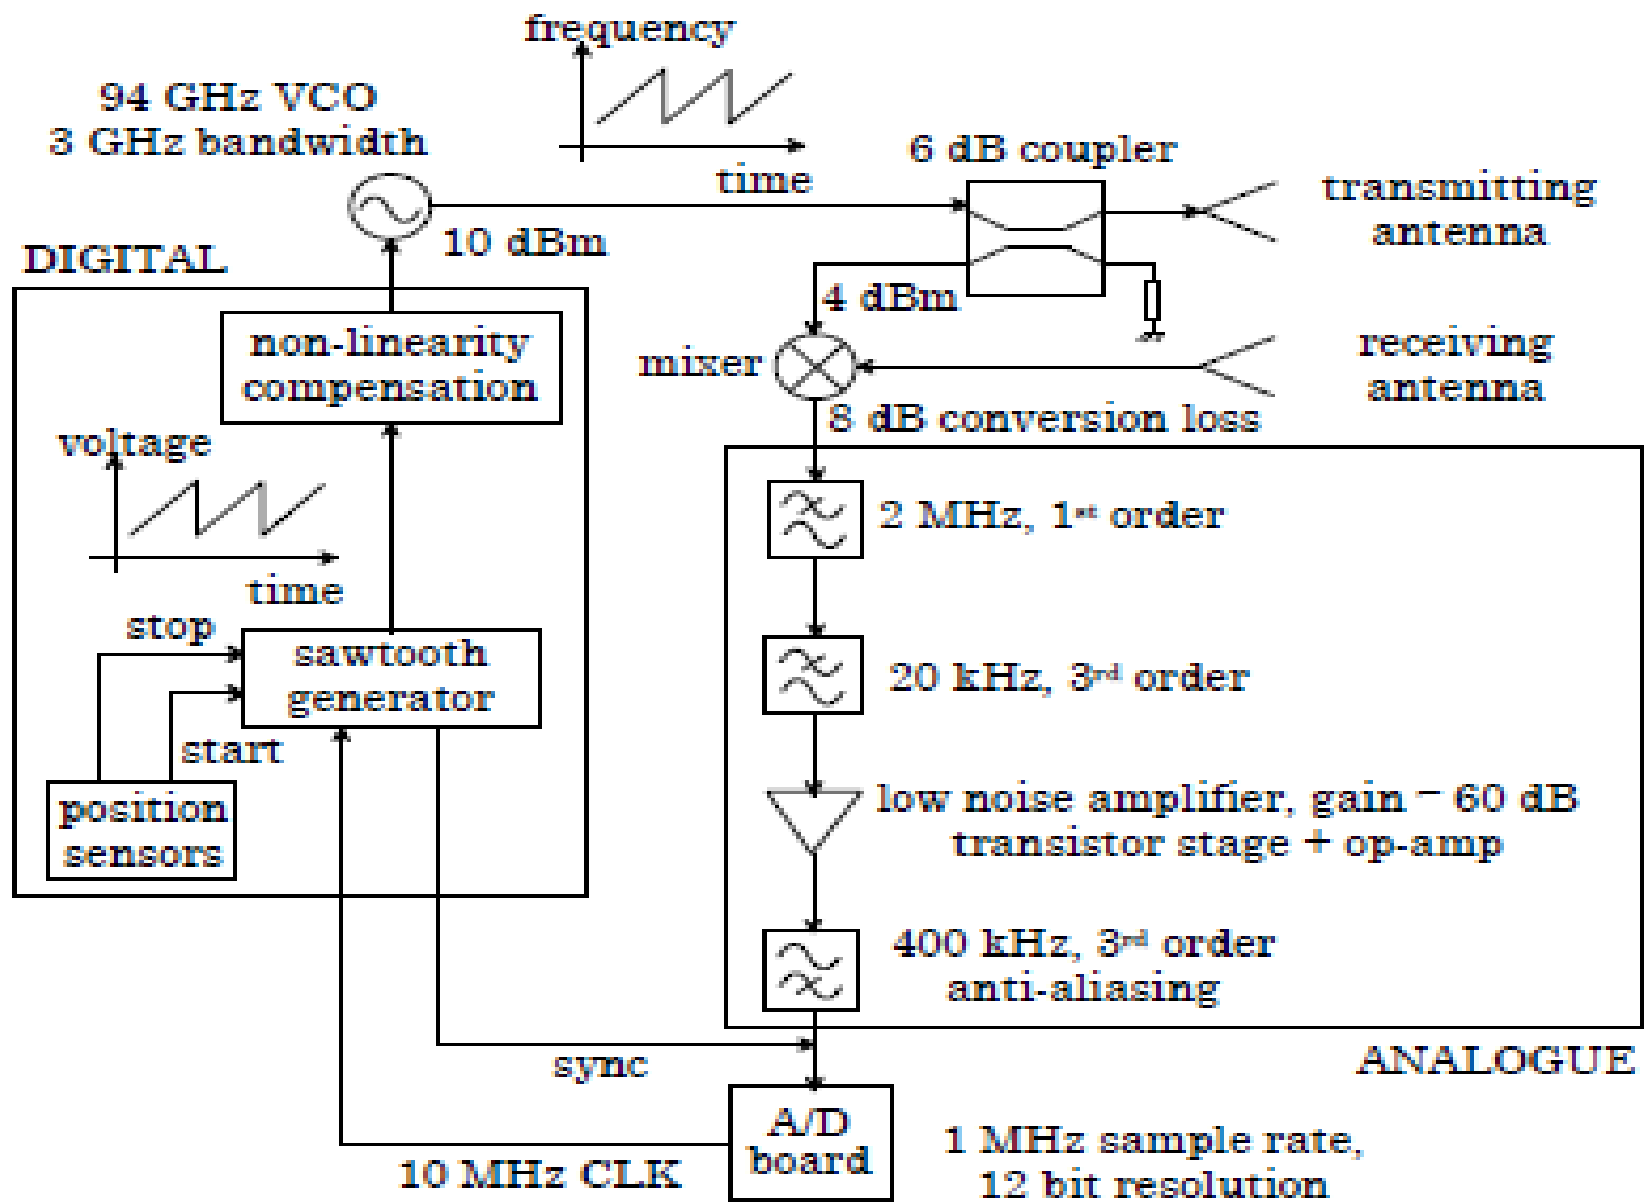 frequency
time
94 GHz VCO
3 GHz bandwidth
10 dBm
6 dB coupler
transmitting
antenna
4 dBm
mixer
receiving
antenna
8 dB conversion loss
DIGITAL
non-linearity
compensation
voltage
time
stop
start
sawtooth
generator
position
sensors
2 MHz, 1st order
20 kHz, 3rd order
low noise amplifier, gain = 60 dB
transistor stage + op-amp
400 kHz, 3rd order
anti-aliasing
ANALOGUE
sync
A/D
board
10 MHz CLK
1 MHz sample rate,
12 bit resolution